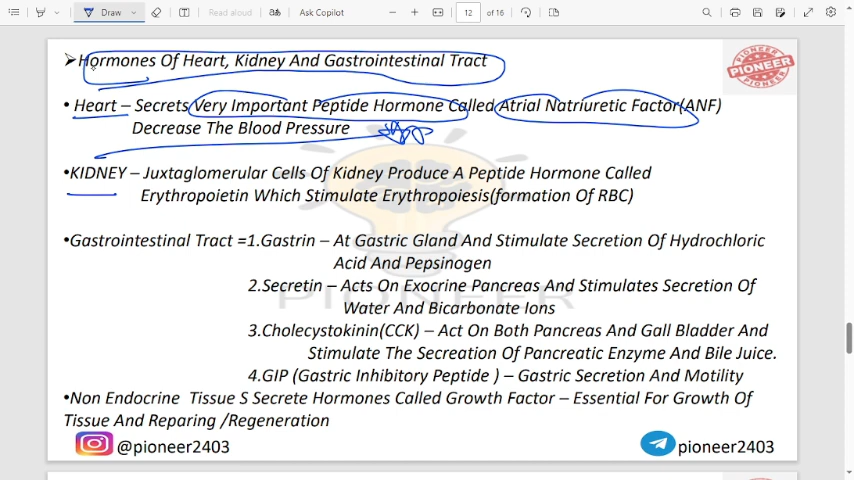 Draw
Read aloud
Ask Copilot
12
of 16
➢Hormones Of Heart, Kidney And Gastrointestinal Tract
PIONEER
• Heart – Secrets Very Important Peptide Hormone Called Atrial Natriuretic Factor(ANF)
Decrease The Blood Pressure
•KIDNEY – Juxtaglomerular Cells Of Kidney Produce A Peptide Hormone Called
Erythropoietin Which Stimulate Erythropoiesis(formation Of RBC)
•Gastrointestinal Tract =1.Gastrin – At Gastric Gland And Stimulate Secretion Of Hydrochloric
Acid And Pepsinogen
2.Secretin – Acts On Exocrine Pancreas And Stimulates Secretion Of
Water And Bicarbonate Ions
PIONEER
3.Cholecystokinin(CCK) – Act On Both Pancreas And Gall Bladder And
Stimulate The Secreation Of Pancreatic Enzyme And Bile Juice.
4.GIP (Gastric Inhibitory Peptide ) – Gastric Secretion And Motility
•Non Endocrine Tissue S Secrete Hormones Called Growth Factor – Essential For Growth Of
Tissue And Reparing /Regeneration
@pioneer2403
pioneer2403